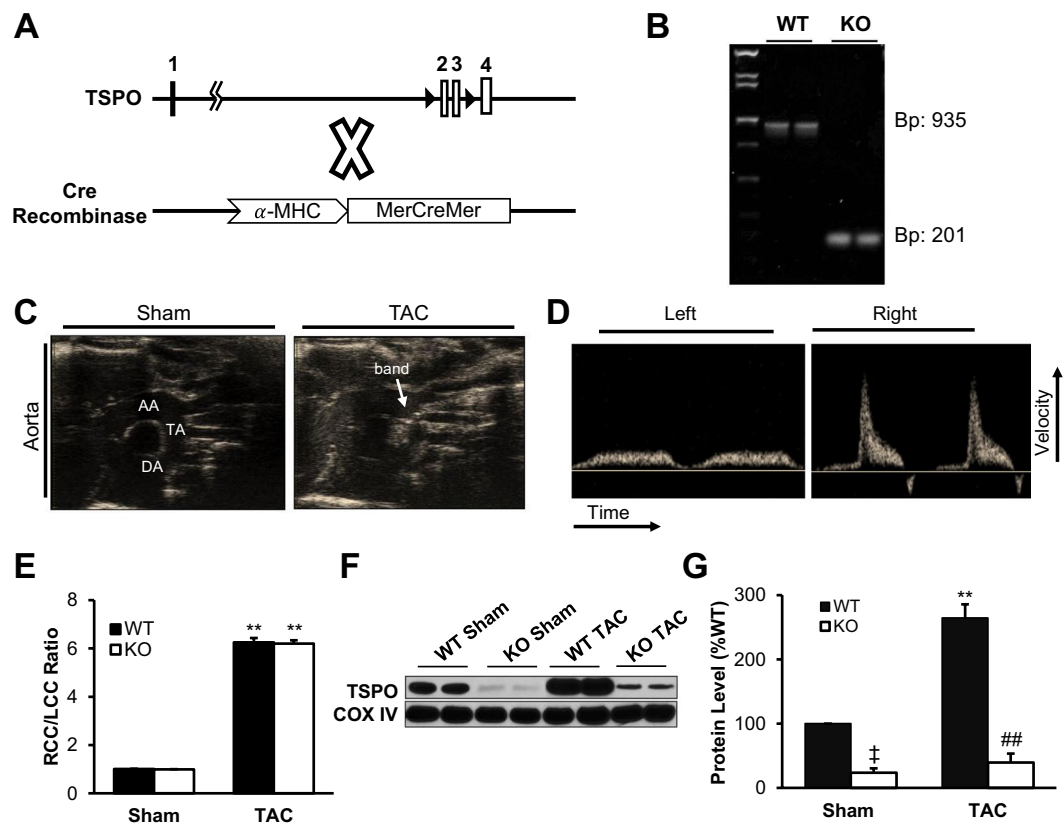 A
1
2 3 4
TSPO
Cre
Recombinase
α-MHC
MerCreMer
B
WT KO
Bp: 935
Bp: 201
C
Sham
TAC
Aorta
AA
TA
DA
band
D
Left
Right
Velocity
Time
E
RCC/LCC Ratio
8
6
4
2
0
WT
KO
** **
Sham TAC
F
WT Sham
KO Sham
WT TAC
KO TAC
TSPO
COX IV
G
Protein Level (%WT)
300
200
100
0
WT
KO
‡
**
##
Sham TAC